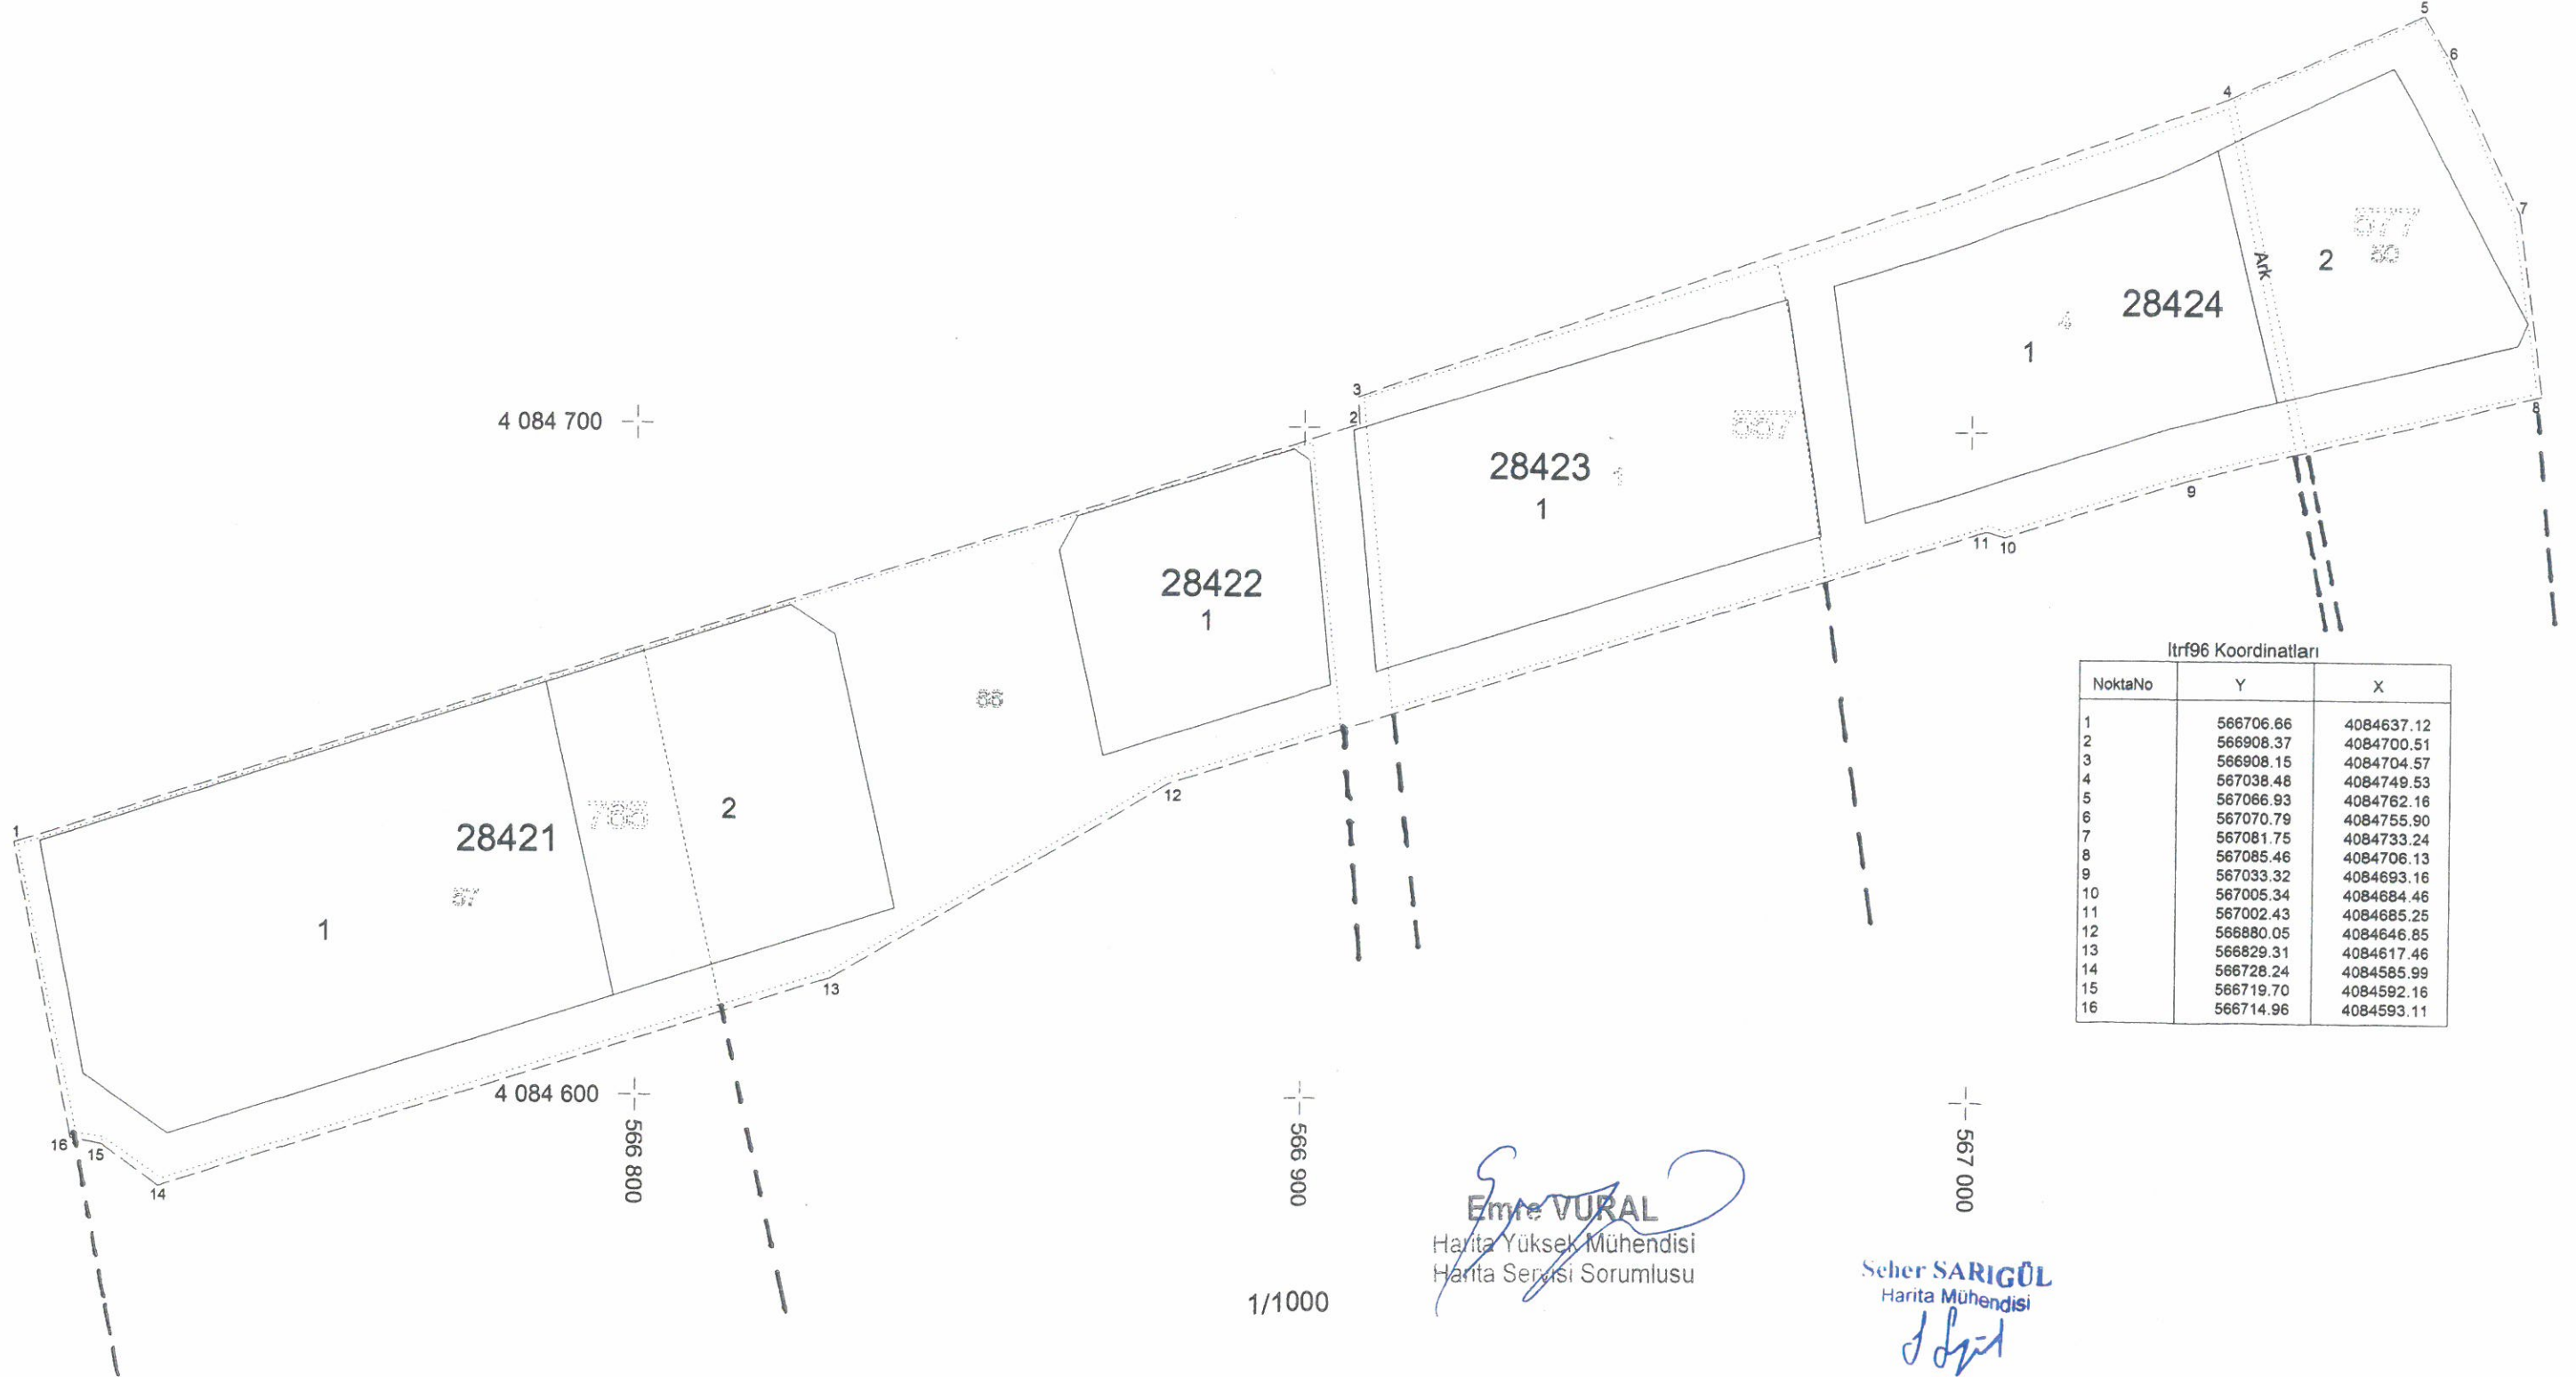 5
6
4
7
577
2
80
Ark
28424
4
1
3
4 084 700
2
557
8
28423
1
9
11
10
28422
1
Itrf96 Koordinatları
NoktaNo Y X
1 566706.66 4084637.12
2 566908.37 4084700.51
3 566908.15 4084704.57
4 567038.48 4084749.53
5 567066.93 4084762.16
6 567070.79 4084755.90
7 567081.75 4084733.24
8 567085.46 4084706.13
9 567033.32 4084693.16
10 567005.34 4084684.46
11 567002.43 4084685.25
12 566880.05 4084646.85
13 566829.31 4084617.46
14 566728.24 4084585.99
15 566719.70 4084592.16
16 566714.96 4084593.11
12
2
1
28421
57
1
13
4 084 600
16
15
14
566 800
566 900
567 000
Emre VURAL
Harita Yüksek Mühendisi
Harita Servisi Sorumlusu
1/1000
Seher SARIGÜL
Harita Mühendisi